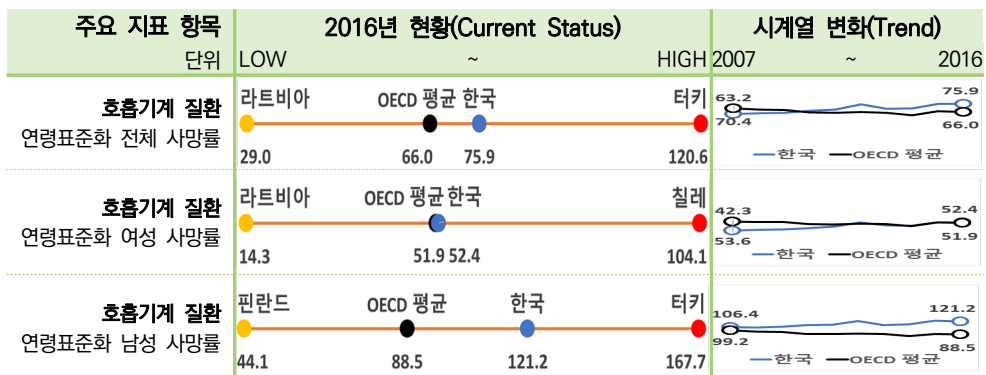 주요 지표 항목 2016년 현황(Current Status) 시계열 변화(Trend)
단위 LOW ~ HIGH 2007 ~ 2016
호흡기계 질환
연령표준화 전체 사망률
라트비아 OECD 평균 한국 터키
29.0 66.0 75.9 120.6
63.2 75.9
70.4 66.0
한국 OECD 평균
호흡기계 질환
연령표준화 여성 사망률
라트비아 OECD 평균 한국 칠레
14.3 51.9 52.4 104.1
42.3 52.4
53.6 51.9
한국 OECD 평균
호흡기계 질환
연령표준화 남성 사망률
핀란드 OECD 평균 한국 터키
44.1 88.5 121.2 167.7
106.4 121.2
99.2 88.5
한국 OECD 평균